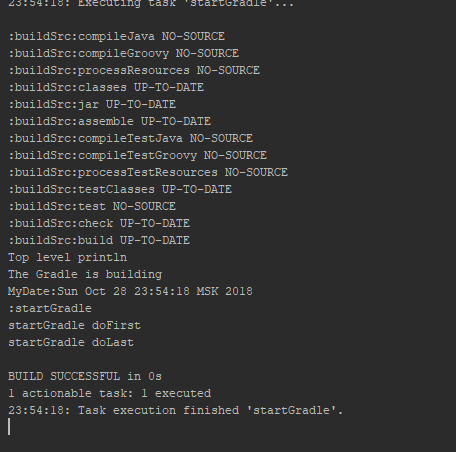 23:54:18: Executing task 'startGradle'...
:buildSrc:compileJava NO-SOURCE
:buildSrc:compileGroovy NO-SOURCE
:buildSrc:processResources NO-SOURCE
:buildSrc:classes UP-TO-DATE
:buildSrc:jar UP-TO-DATE
:buildSrc:assemble UP-TO-DATE
:buildSrc:compileTestJava NO-SOURCE
:buildSrc:compileTestGroovy NO-SOURCE
:buildSrc:processTestResources NO-SOURCE
:buildSrc:testClasses UP-TO-DATE
:buildSrc:test NO-SOURCE
:buildSrc:check UP-TO-DATE
:buildSrc:build UP-TO-DATE
Top level println
The Gradle is building
MyDate:Sun Oct 28 23:54:18 MSK 2018
:startGradle
startGradle doFirst
startGradle doLast
BUILD SUCCESSFUL in 0s
1 actionable task: 1 executed
23:54:18: Task execution finished 'startGradle'.